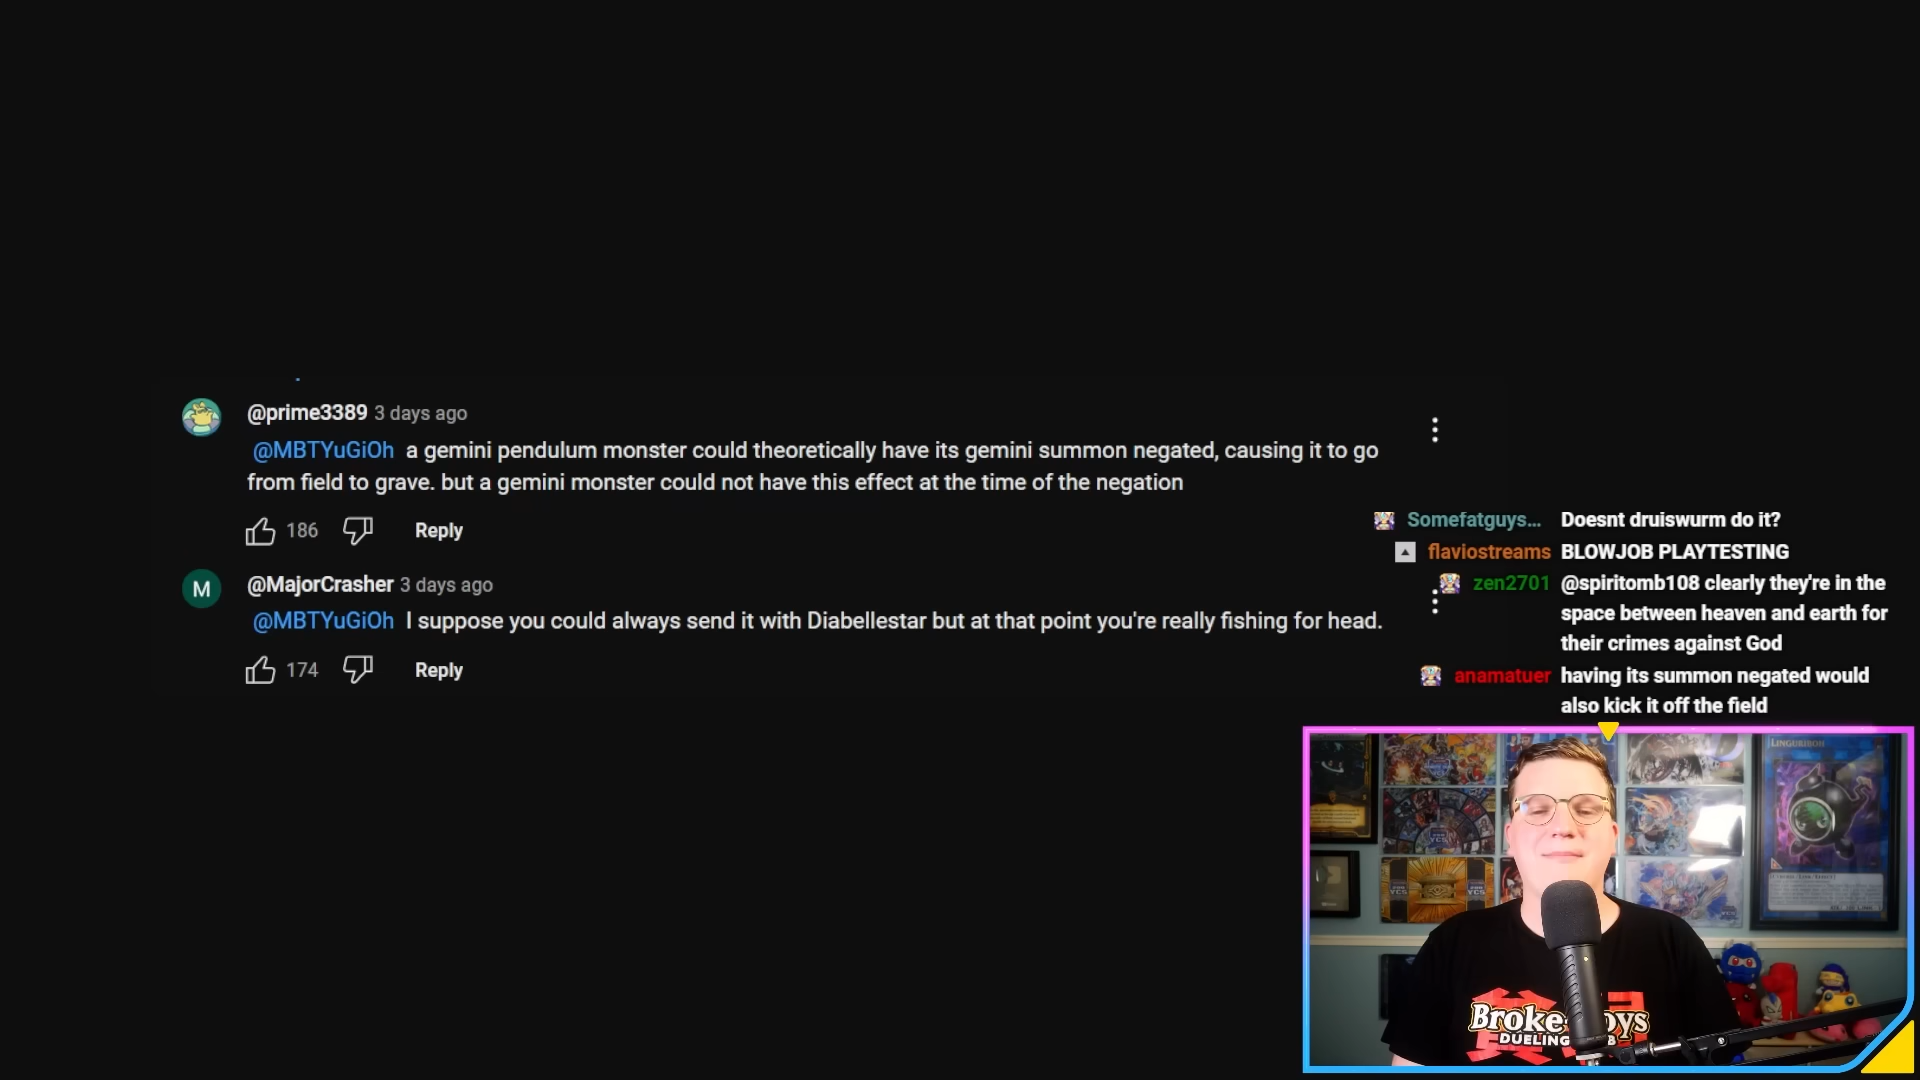 @prime3389 3 days ago
@MBTYuGiOh a gemini pendulum monster could theoretically have its gemini summon negated, causing it to go
from field to grave. but a gemini monster could not have this effect at the time of the negation
186 Reply
@MajorCrasher 3 days ago
M
@MBTYuGiOh I suppose you could always send it with Diabellestar but at that point you're really fishing for head.
174 Reply
Somefatguys... Doesnt druiswurm do it?
flaviostreams BLOWJOB PLAYTESTING
zen2701 @spiritomb108 clearly they're in the
space between heaven and earth for
their crimes against God
anamatuer having its summon negated would
also kick it off the field
LINGURIBOH
Broke
oys
DUELING
B